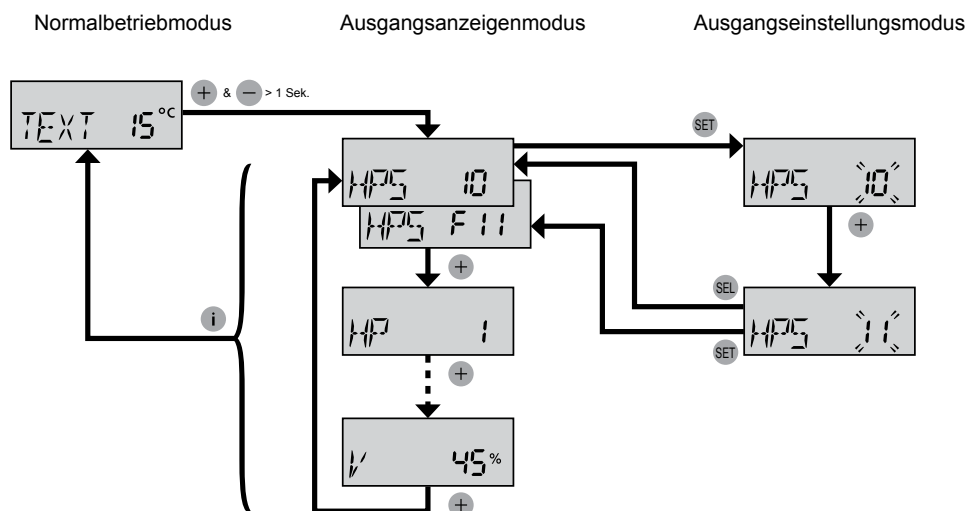 Normalbetriebmodus
Ausgangsanzeigenmodus
Ausgangseinstellungsmodus
TEXT 15°C
+ & − > 1 Sek.
SET
HPS 10
HPS 10
HPS F11
+
+
i
HP 1
SEL
HPS 11
SET
+
V 45%
+